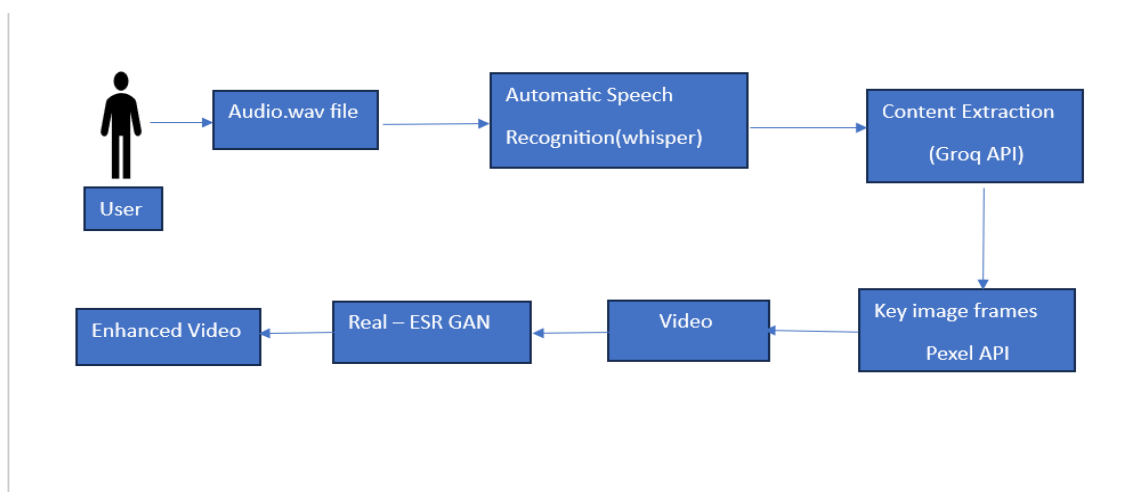 User
Audio.wav file
Automatic Speech
Recognition(whisper)
Content Extraction
(Groq API)
Key image frames
Pexel API
Video
Real – ESR GAN
Enhanced Video